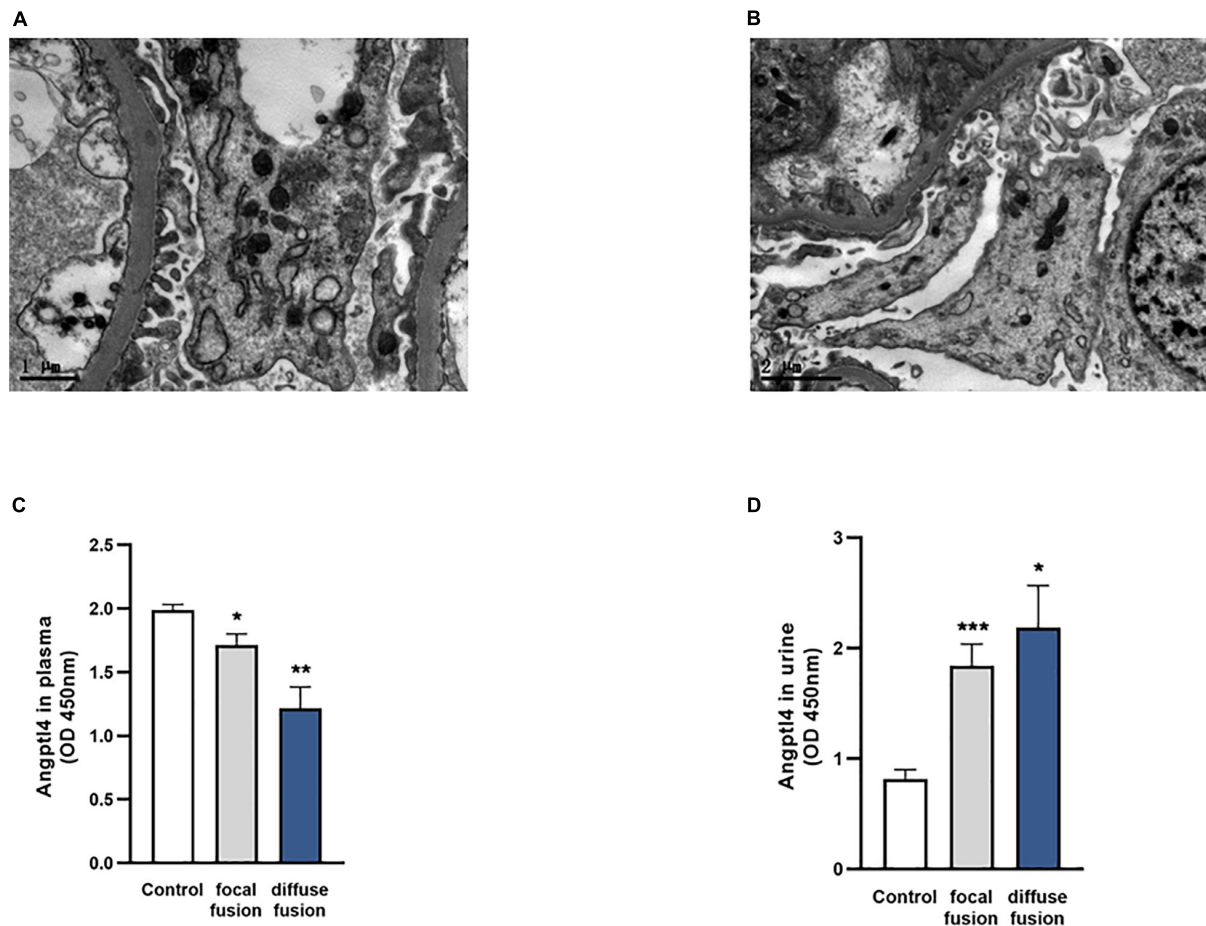 A
B
1 μm
2 μm
C
D
Angptl4 in plasma
(OD 450nm)
2.5
2.0
1.5
1.0
0.5
0.0
*
**
Control
focal
fusion
diffuse
fusion
Angptl4 in urine
(OD 450nm)
3
2
1
0
***
*
Control
focal
fusion
diffuse
fusion